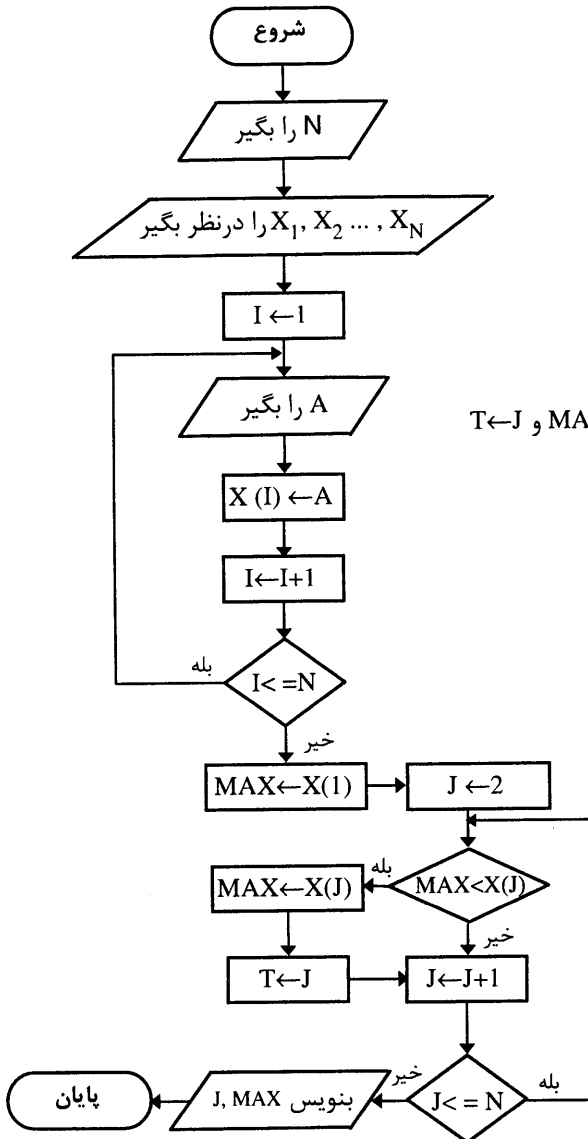 شروع
N را بگیر
X₁, X₂ ... , X_N را درنظر بگیر
I ←1
A را بگیر
T←J و MA
X (I) ←A
I←I+1
بله
I< =N
خیر
MAX←X(1)
J ←2
MAX<X(J)
بله
MAX←X(J)
خیر
T←J
J←J+1
J< = N
بله
خیر
بنویس J, MAX
پایان